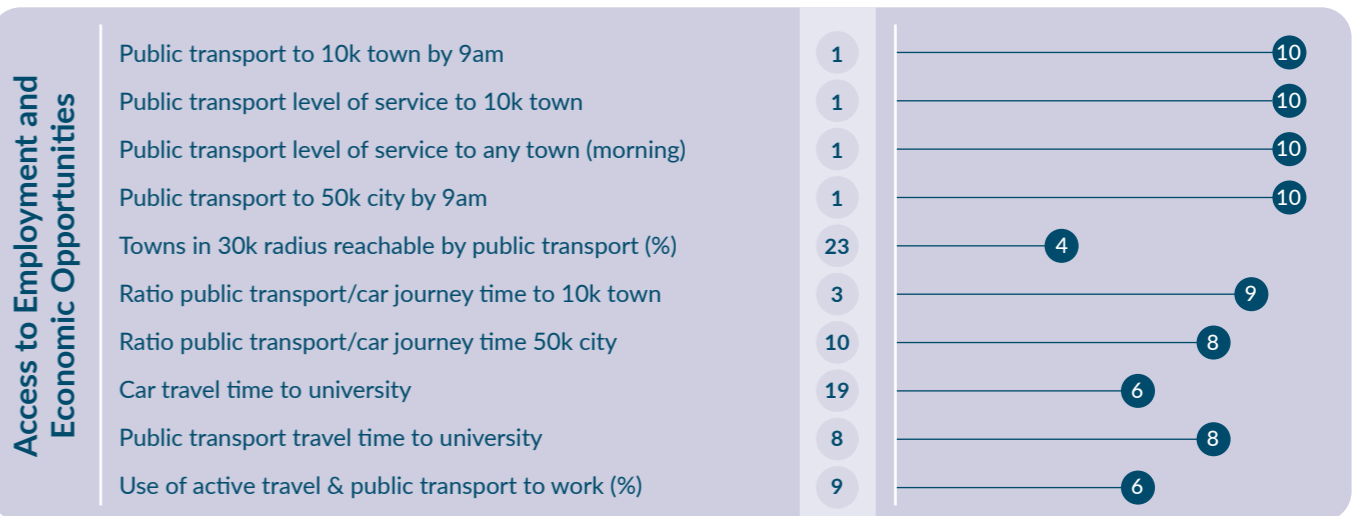 Access to Employment and
Economic Opportunities
Public transport to 10k town by 9am 1 10
Public transport level of service to 10k town 1 10
Public transport level of service to any town (morning) 1 10
Public transport to 50k city by 9am 1 10
Towns in 30k radius reachable by public transport (%) 23 4
Ratio public transport/car journey time to 10k town 3 9
Ratio public transport/car journey time 50k city 10 8
Car travel time to university 19 6
Public transport travel time to university 8 8
Use of active travel & public transport to work (%) 9 6